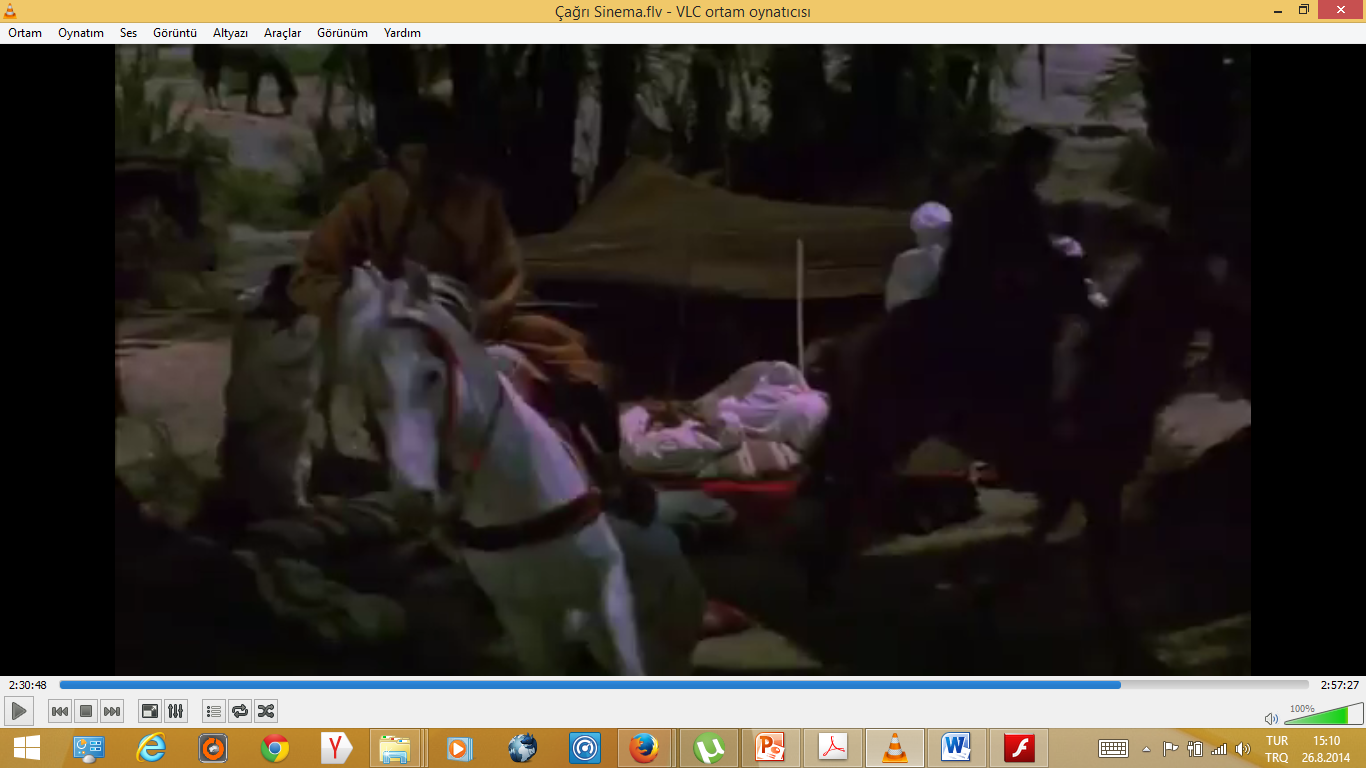 Çağrı Sinema.flv - VLC ortam oynatıcısı
Ortam Oynatım Ses Görüntü Altyazı Araçlar Görünüm Yardım
2:30:48 2:57:27
100%
TUR 15:10
TRQ 26.8.2014